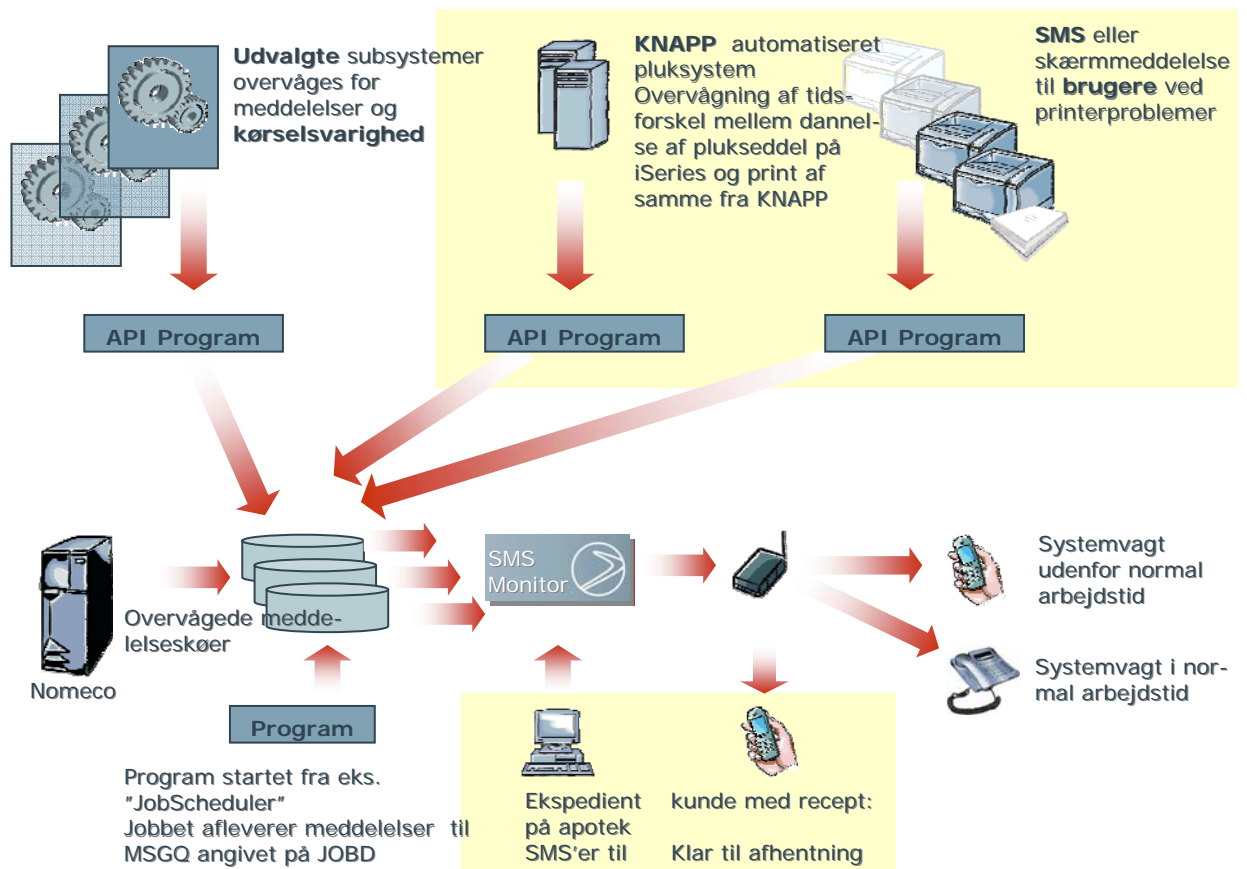 Udvalgte subsystemer
overvåges for
meddelelser og
kørselsvarighed
KNAPP automatiseret
pluksystem
Overvågning af tids-
forskel mellem dannel-
se af plukseddel på
iSeries og print af
samme fra KNAPP
SMS eller
skærmmeddelelse
til brugere ved
printerproblemer
API Program
API Program
API Program
Nomeco
Overvågede medde-
lelseskøer
SMS
Monitor
Systemvagt
udenfor normal
arbejdstid
Systemvagt i nor-
mal arbejdstid
Program
Program startet fra eks.
"JobScheduler"
Jobbet afleverer meddelelser til
MSGQ angivet på JOBD
Ekspedient
på apotek
SMS'er til
kunde med recept:
Klar til afhentning